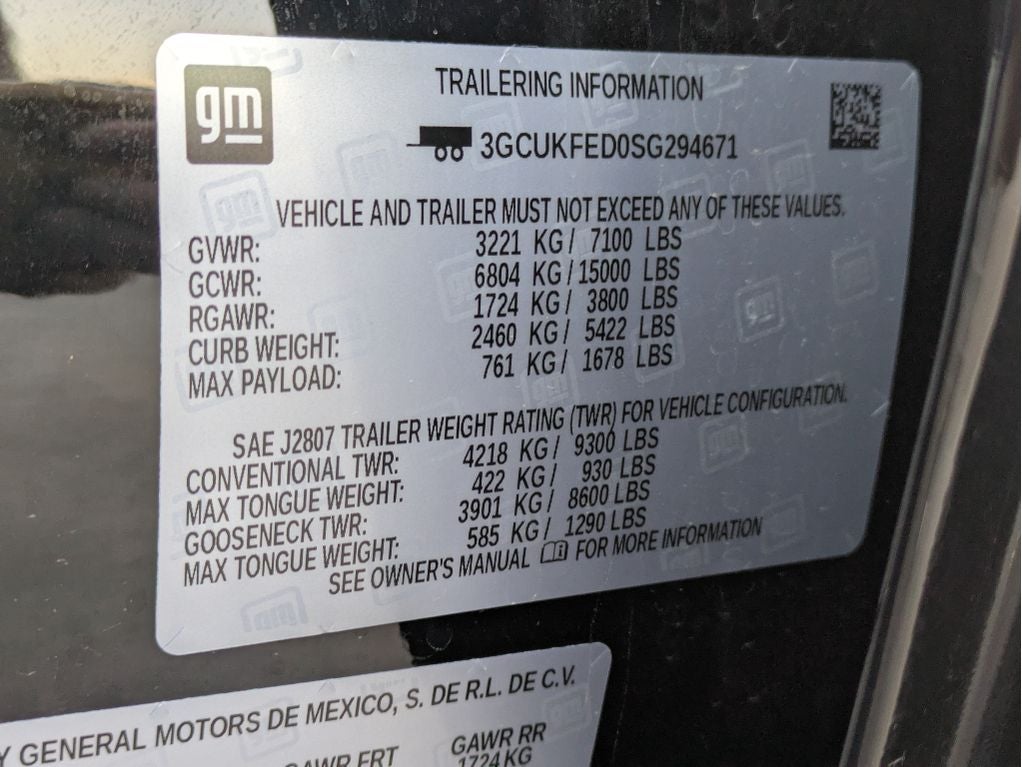 gm
TRAILERING INFORMATION
3GCUKFED0SG294671
VEHICLE AND TRAILER MUST NOT EXCEED ANY OF THESE VALUES.
GVWR: 3221 KG / 7100 LBS
GCWR: 6804 KG / 15000 LBS
RGAWR: 1724 KG / 3800 LBS
CURB WEIGHT: 2460 KG / 5422 LBS
MAX PAYLOAD: 761 KG / 1678 LBS
SAE J2807 TRAILER WEIGHT RATING (TWR) FOR VEHICLE CONFIGURATION.
CONVENTIONAL TWR: 4218 KG / 9300 LBS
MAX TONGUE WEIGHT: 422 KG / 930 LBS
GOOSENECK TWR: 3901 KG / 8600 LBS
MAX TONGUE WEIGHT: 585 KG / 1290 LBS
SEE OWNER'S MANUAL FOR MORE INFORMATION
Y GENERAL MOTORS DE MEXICO, S. DE R.L. DE C.V.
GAWR FRT GAWR RR
1724 KG